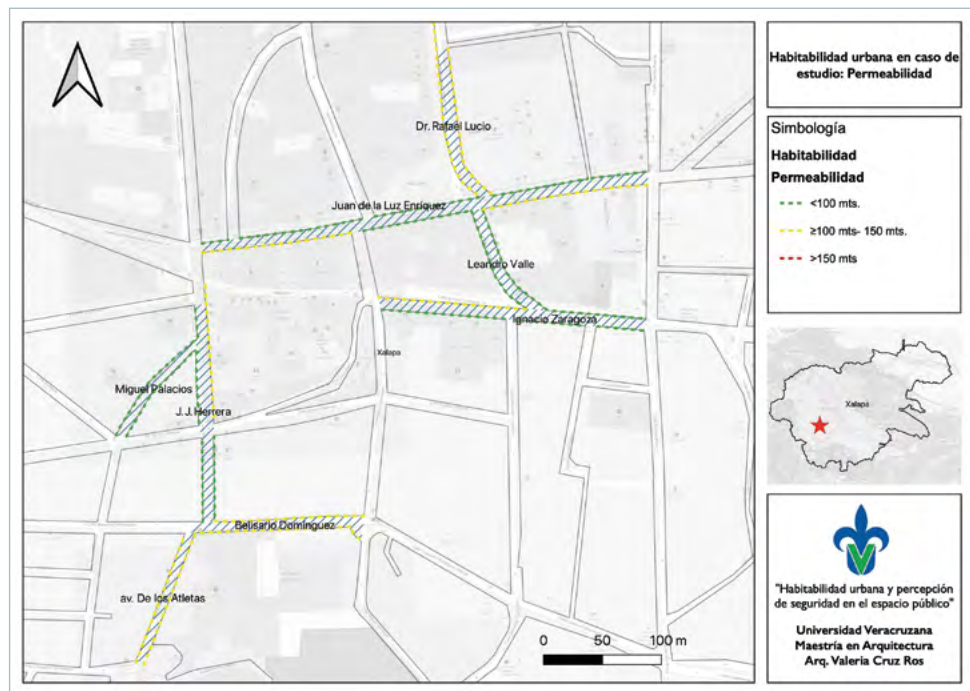 Habitabilidad urbana en caso de
estudio: Permeabilidad
Simbología
Habitabilidad
Permeabilidad
<100 mts.
≥100 mts- 150 mts.
>150 mts
Dr. Rafael Lucio
Juan de la Luz Enríquez
Leandro Valle
Ignacio Zaragoza
Xalapa
Miguel Palacios
J. J. Herrera
Belisario Domínguez
av. De los Atletas
0 50 100 m
Xalapa
"Habitabilidad urbana y percepción
de seguridad en el espacio público"
Universidad Veracruzana
Maestría en Arquitectura
Arq. Valeria Cruz Ros